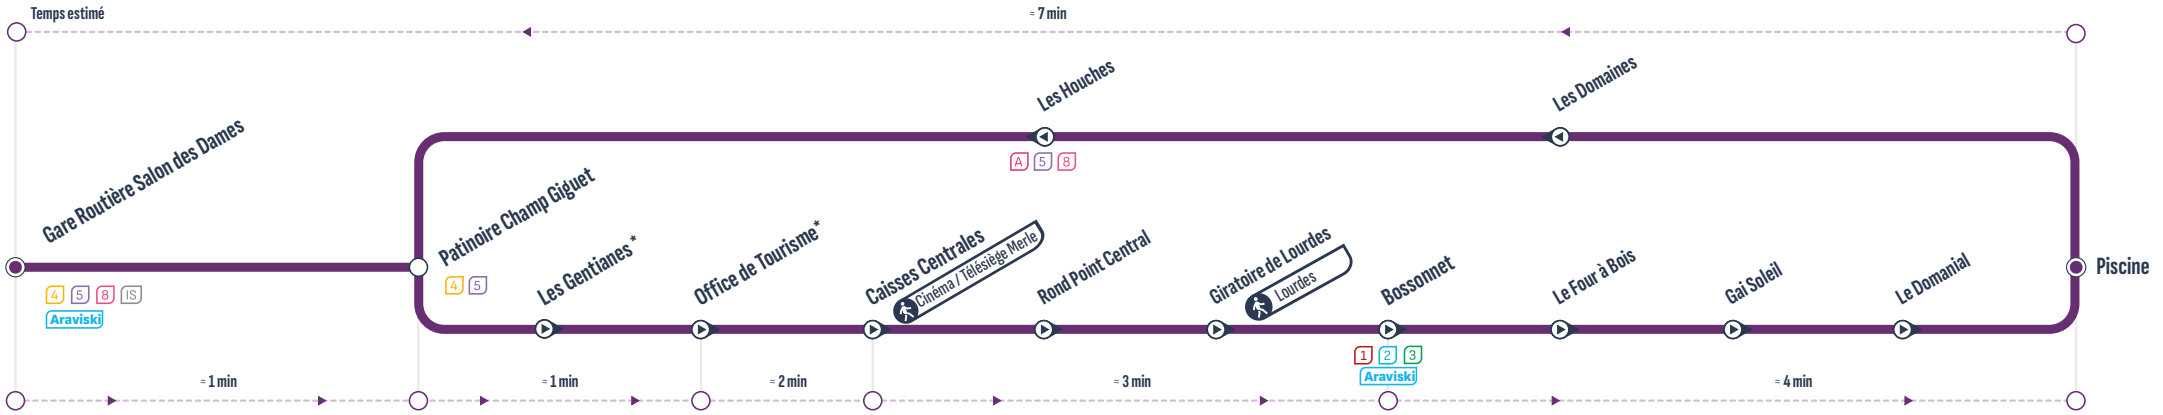 Temps estimé
≈ 7 min
Les Houches
A 5 8
Les Domaines
Gare Routière Salon des Dames
4 5 8 IS
Araviski
Patinoire Champ Giguet
4 5
Les Gentianes*
Office de Tourisme*
Caisses Centrales
Cinéma / Télésiège Merle
Rond Point Central
Giratoire de Lourdes
Lourdes
Bossonnet
1 2 3
Araviski
Le Four à Bois
Gai Soleil
Le Domanial
Piscine
≈ 1 min
≈ 1 min
≈ 2 min
≈ 3 min
≈ 4 min